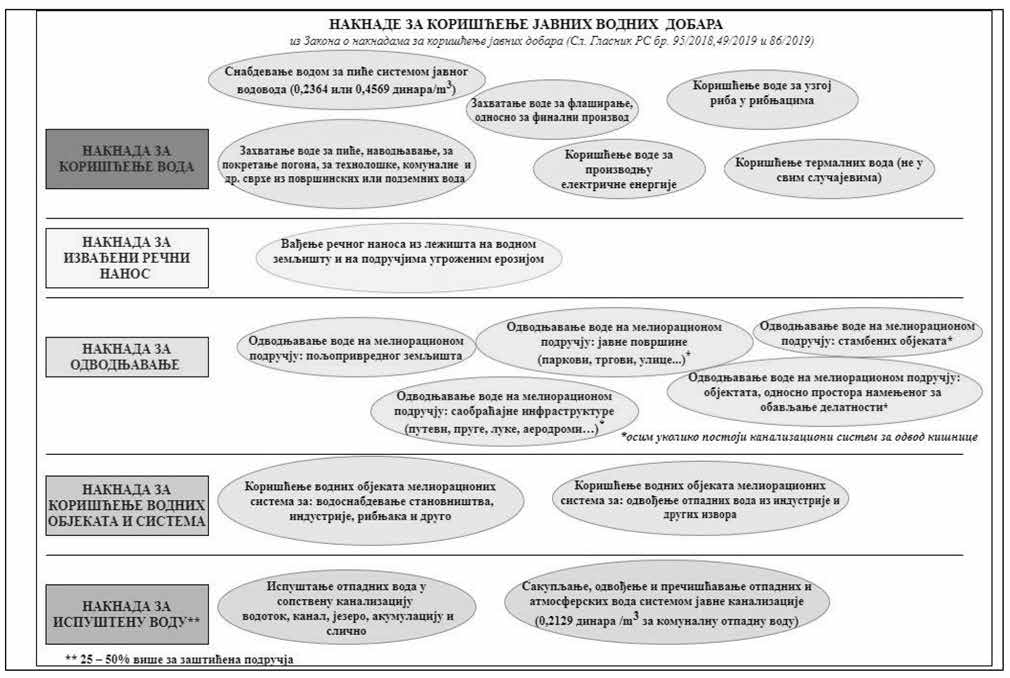 НАКНАДЕ ЗА КОРИШЋЕЊЕ ЈАВНИХ ВОДНИХ ДОБАРА
из Закона о накнадама за коришћење јавних добара (Сл. Гласник РС бр. 95/2018,49/2019 и 86/2019)
НАКНАДА ЗА
КОРИШЋЕЊЕ ВОДА
Снабдевање водом за пиће системом јавног
водовода (0,2364 или 0,4569 динара/m³)
Захватање воде за флаширање,
односно за финални производ
Коришћење воде за узгој
риба у рибњацима
Захватање воде за пиће, наводњавање, за
покретање погона, за технолошке, комуналне и
др. сврхе из површинских или подземних вода
Коришћење воде за
производњу
електричне енергије
Коришћење термалних вода (не у
свим случајевима)
НАКНАДА ЗА
ИЗВАЂЕНИ РЕЧНИ
НАНОС
Вађење речног наноса из лежишта на водном
земљишту и на подручјима угроженим ерозијом
НАКНАДА ЗА
ОДВОДЊАВАЊЕ
Одводњавање воде на мелиорационом
подручју: пољопривредног земљишта
Одводњавање воде на мелиорационом
подручју: јавне површине
(паркови, тргови, улице...)*
Одводњавање воде на мелиорационом
подручју: стамбених објеката*
Одводњавање воде на мелиорационом
подручју: саобраћајне инфраструктуре
(путеви, пруге, луке, аеродроми…)*
Одводњавање воде на мелиорационом подручју:
објектата, односно простора намењеног за
обављање делатности*
*осим уколико постоји канализациони систем за одвод кишнице
НАКНАДА ЗА
КОРИШЋЕЊЕ ВОДНИХ
ОБЈЕКАТА И СИСТЕМА
Коришћење водних објеката мелиорационих
система за: водоснабдевање становништва,
индустрије, рибњака и друго
Коришћење водних објеката мелиорационих
система за: одвођење отпадних вода из индустрије и
других извора
НАКНАДА ЗА
ИСПУШТЕНУ ВОДУ**
Испуштање отпадних вода у
сопствену канализацију
водоток, канал, језеро, акумулацију и
слично
Сакупљање, одвођење и пречишћавање отпадних и
атмосферских вода системом јавне канализације
(0,2129 динара /m³ за комуналну отпадну воду)
** 25 – 50% више за заштићена подручја